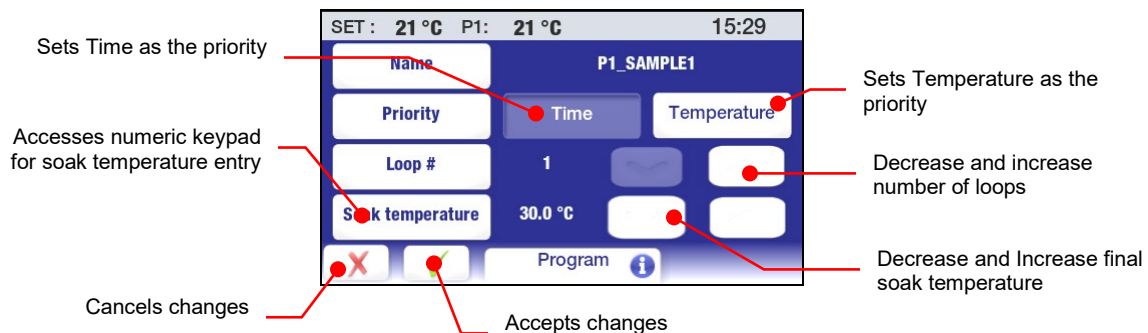 SET : 21 °C P1: 21 °C 15:29
Sets Time as the priority
Name P1_SAMPLE1
Sets Temperature as the
priority
Priority Time Temperature
Accesses numeric keypad
for soak temperature entry
Loop # 1
Decrease and increase
number of loops
Soak temperature 30.0 °C
Decrease and Increase final
soak temperature
Program
Cancels changes
Accepts changes